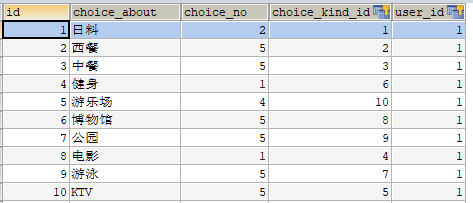 id choice_about choice_no choice_kind_id user_id
1 日料 2 1 1
2 西餐 5 2 1
3 中餐 5 3 1
4 健身 1 6 1
5 游乐场 4 10 1
6 博物馆 5 8 1
7 公园 5 9 1
8 电影 1 4 1
9 游泳 5 7 1
10 KTV 5 5 1